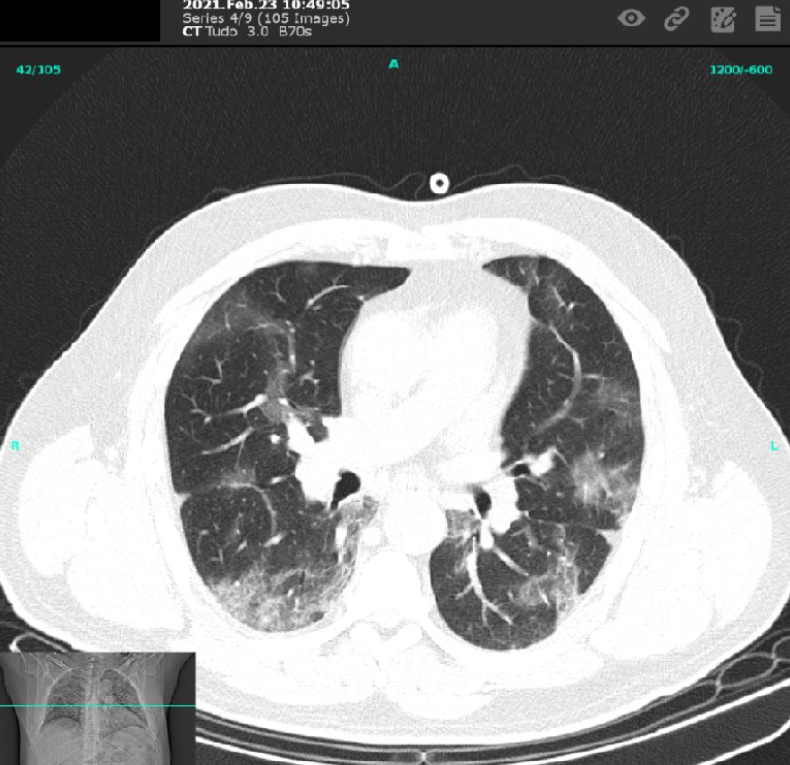 2021.Feb.23 10:49:05
Series 4/9 (105 Images)
CT Tudo 3.0 B70s
42/105
A
1200/-600
R
L